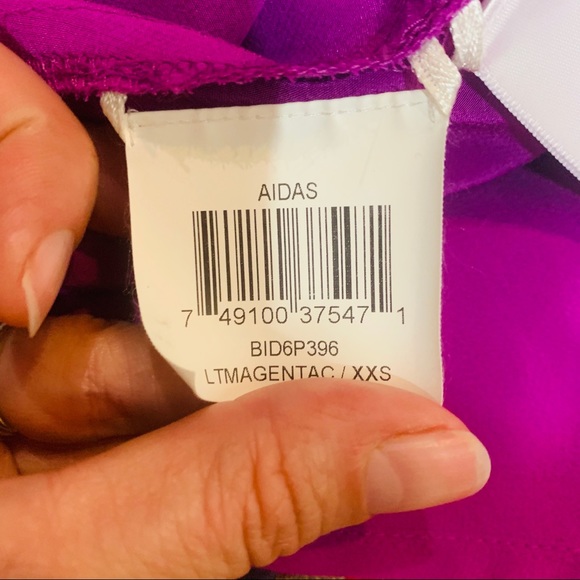 AIDAS
7 49100 37547 1
BID6P396
LTMAGENTAC / XXS